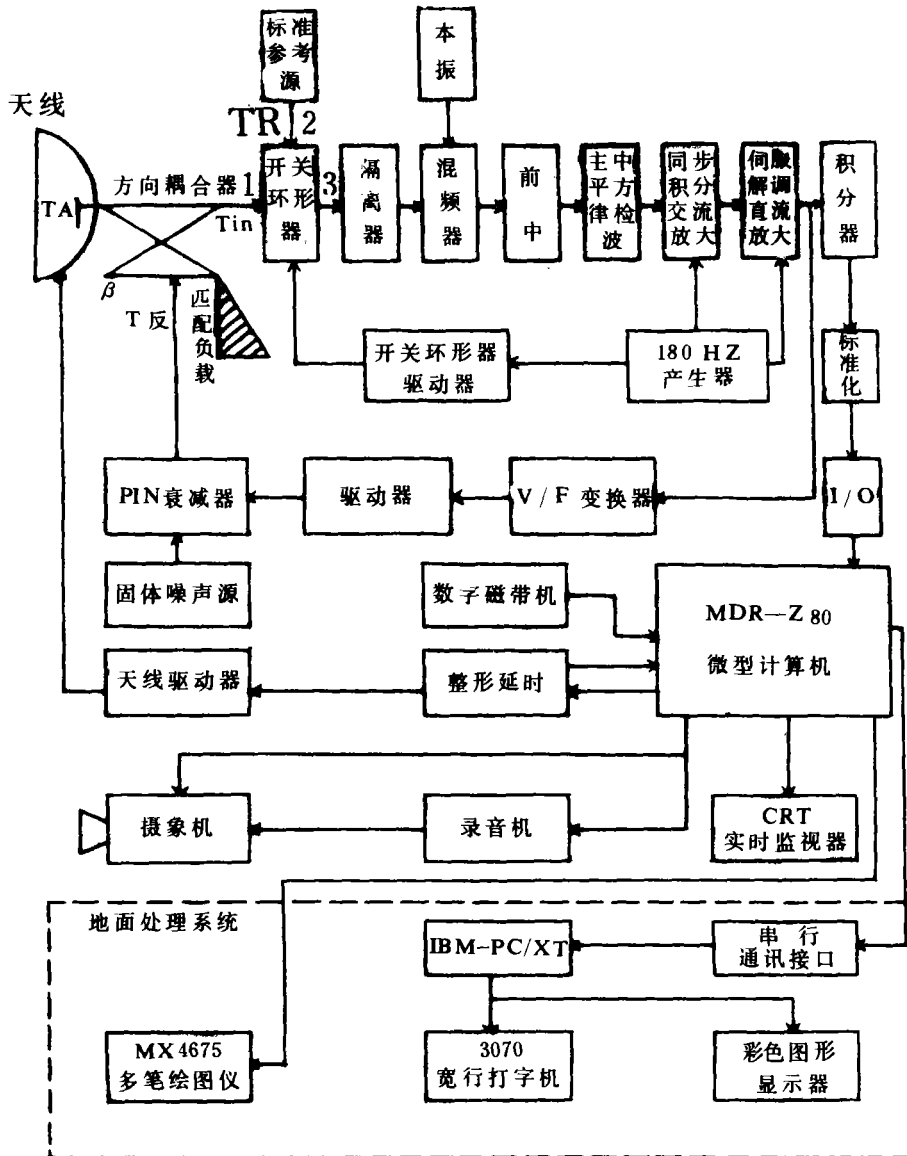 标准
参考
源
本
振
天线
TR 2
TA
方向耦合器
1
Tin
开关
环形
器
3
隔
离
器
混
频
器
前
中
主中
平方
律检
波
同步
积分
交流
放大
伺服
解调
直流
放大
积
分
器
β
T反
匹
配
负
载
开关环形器
驱动器
180 HZ
产生器
标
准
化
PIN衰减器
驱动器
V/F 变换器
I/O
固体噪声源
数字磁带机
MDR—Z80
微型计算机
天线驱动器
整形延时
摄象机
录音机
CRT
实时监视器
地面处理系统
IBM-PC/XT
串行
通讯接口
MX4675
多笔绘图仪
3070
宽行打字机
彩色图形
显示器